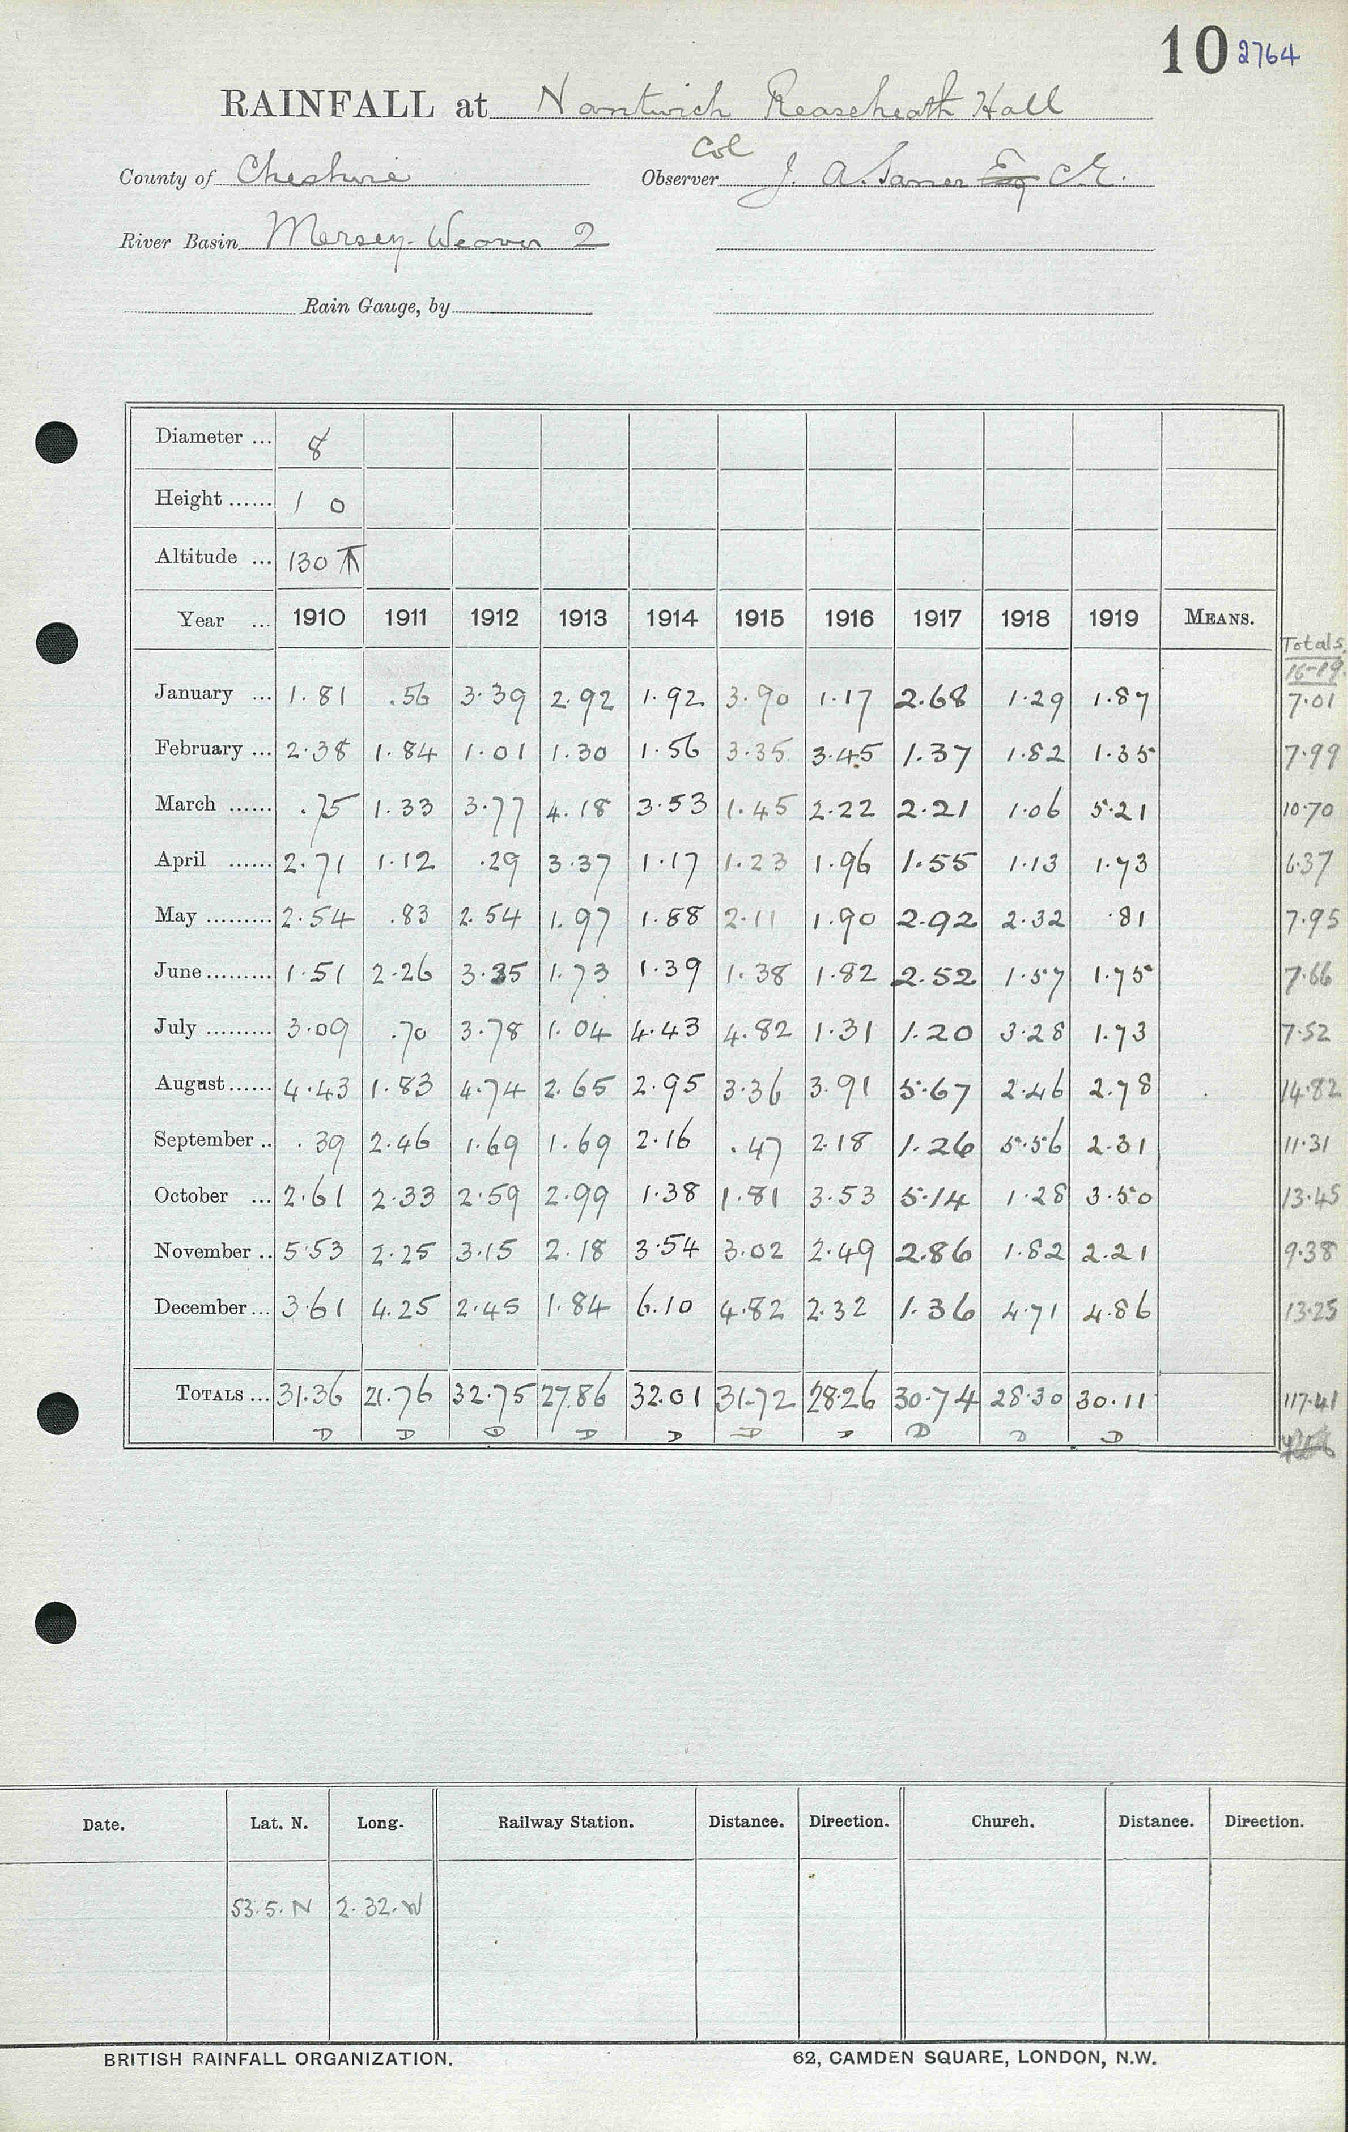 10 2764
RAINFALL at Nantwich Reaseheath Hall
Col
County of Cheshire Observer J. A. Saner Esq C.E.
River Basin Mersey-Weaver 2
Rain Gauge, by
Diameter ... 8
Height ...... 1 0
Altitude ... 130
Year ... 1910 1911 1912 1913 1914 1915 1916 1917 1918 1919 MEANS.
Totals
16-19
January ... 1.81 .56 3.39 2.92 1.92 3.90 1.17 2.68 1.29 1.87 7.01
February ... 2.38 1.84 1.01 1.30 1.56 3.35 3.45 1.37 1.82 1.35 7.99
March ...... .75 1.33 3.77 4.18 3.53 1.45 2.22 2.21 1.06 5.21 10.70
April ...... 2.71 1.12 .29 3.37 1.17 1.23 1.96 1.55 1.13 1.73 6.37
May ......... 2.54 .83 2.54 1.97 1.88 2.11 1.90 2.92 2.32 .81 7.95
June ......... 1.51 2.26 3.35 1.73 1.39 1.38 1.82 2.52 1.57 1.75 7.66
July ......... 3.09 .70 3.78 1.04 4.43 4.82 1.31 1.20 3.28 1.73 7.52
August ...... 4.43 1.83 4.74 2.65 2.95 3.36 3.91 5.67 2.46 2.78 14.82
September .. .39 2.46 1.69 1.69 2.16 .47 2.18 1.26 5.56 2.31 11.31
October ... 2.61 2.33 2.59 2.99 1.38 1.81 3.53 5.14 1.28 3.50 13.45
November .. 5.53 2.25 3.15 2.18 3.54 3.02 2.49 2.86 1.82 2.21 9.38
December ... 3.61 4.25 2.45 1.84 6.10 4.82 2.32 1.36 4.71 4.86 13.25
TOTALS ... 31.36 21.76 32.75 27.86 32.01 31.72 28.26 30.74 28.30 30.11 117.41
D D D D D D D D D D
Date. Lat. N. Long. Railway Station. Distance. Direction. Church. Distance. Direction.
53.5.N 2.32.W
BRITISH RAINFALL ORGANIZATION. 62, CAMDEN SQUARE, LONDON, N.W.